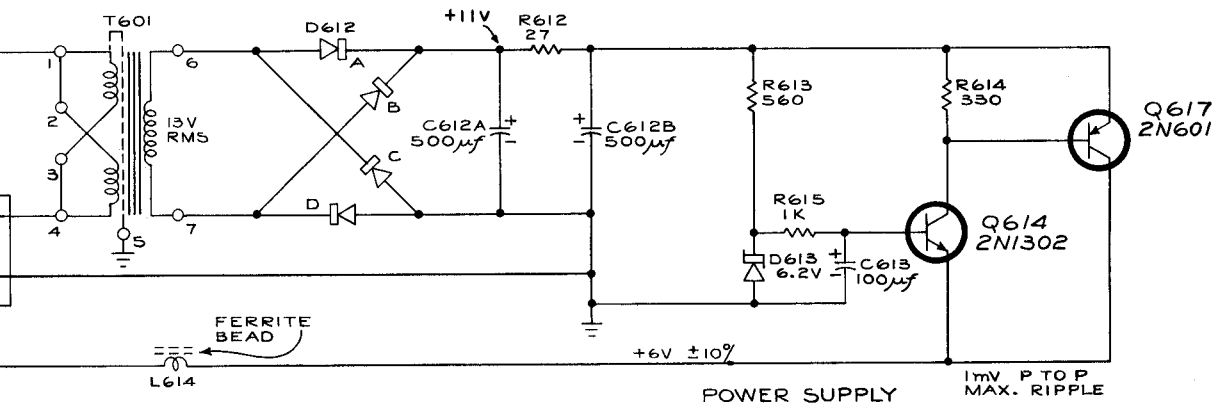 T601
1
2
3
4
5
6
7
13V
RMS
D612
A
B
C
D
+11V
R612
27
C612A
500µf
+
-
C612B
500µf
+
-
R613
560
R614
330
Q617
2N601
R615
1K
Q614
2N1302
D613
6.2V
+
-
C613
100µf
FERRITE
BEAD
L614
+6V ±10%
1mV P TO P
MAX. RIPPLE
POWER SUPPLY